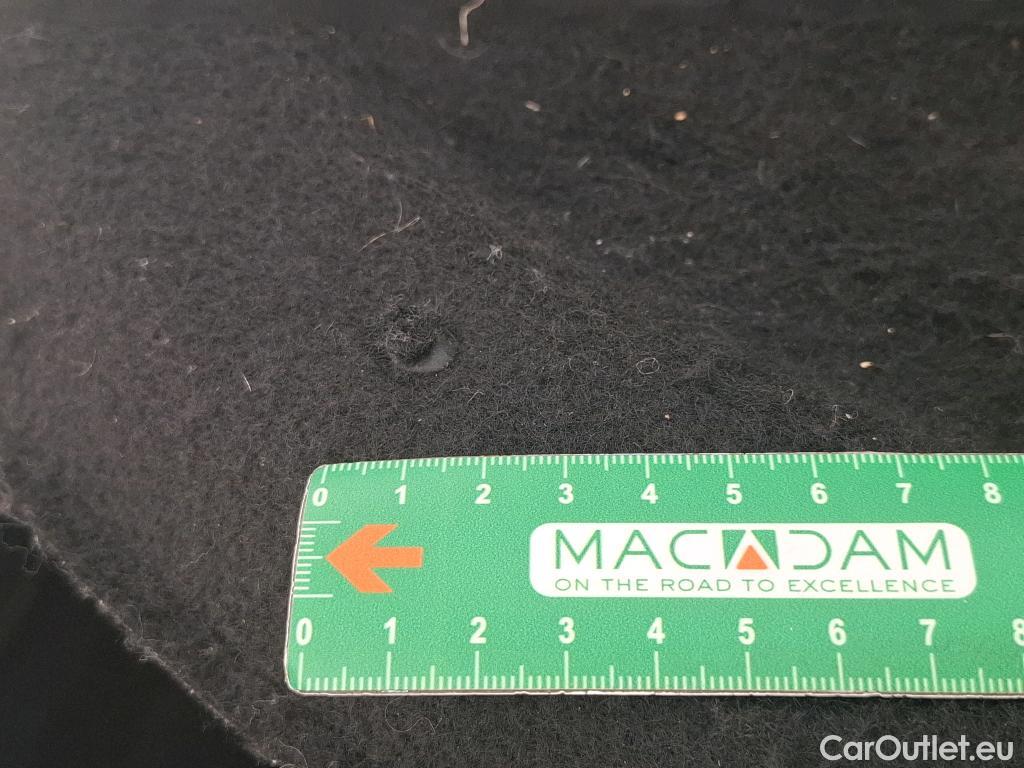 0 1 2 3 4 5 6 7 8
MACADAM
ON THE ROAD TO EXCELLENCE
0 1 2 3 4 5 6 7 8
CarOutlet.eu